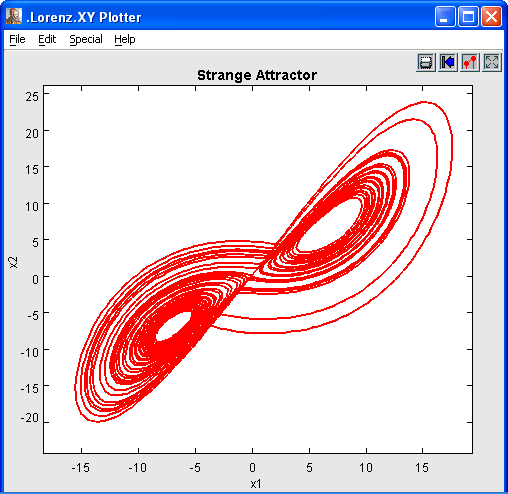 .Lorenz.XY Plotter
File Edit Special Help
Strange Attractor
25
20
15
10
5
0
-5
-10
-15
-20
x2
-15 -10 -5 0 5 10 15
x1